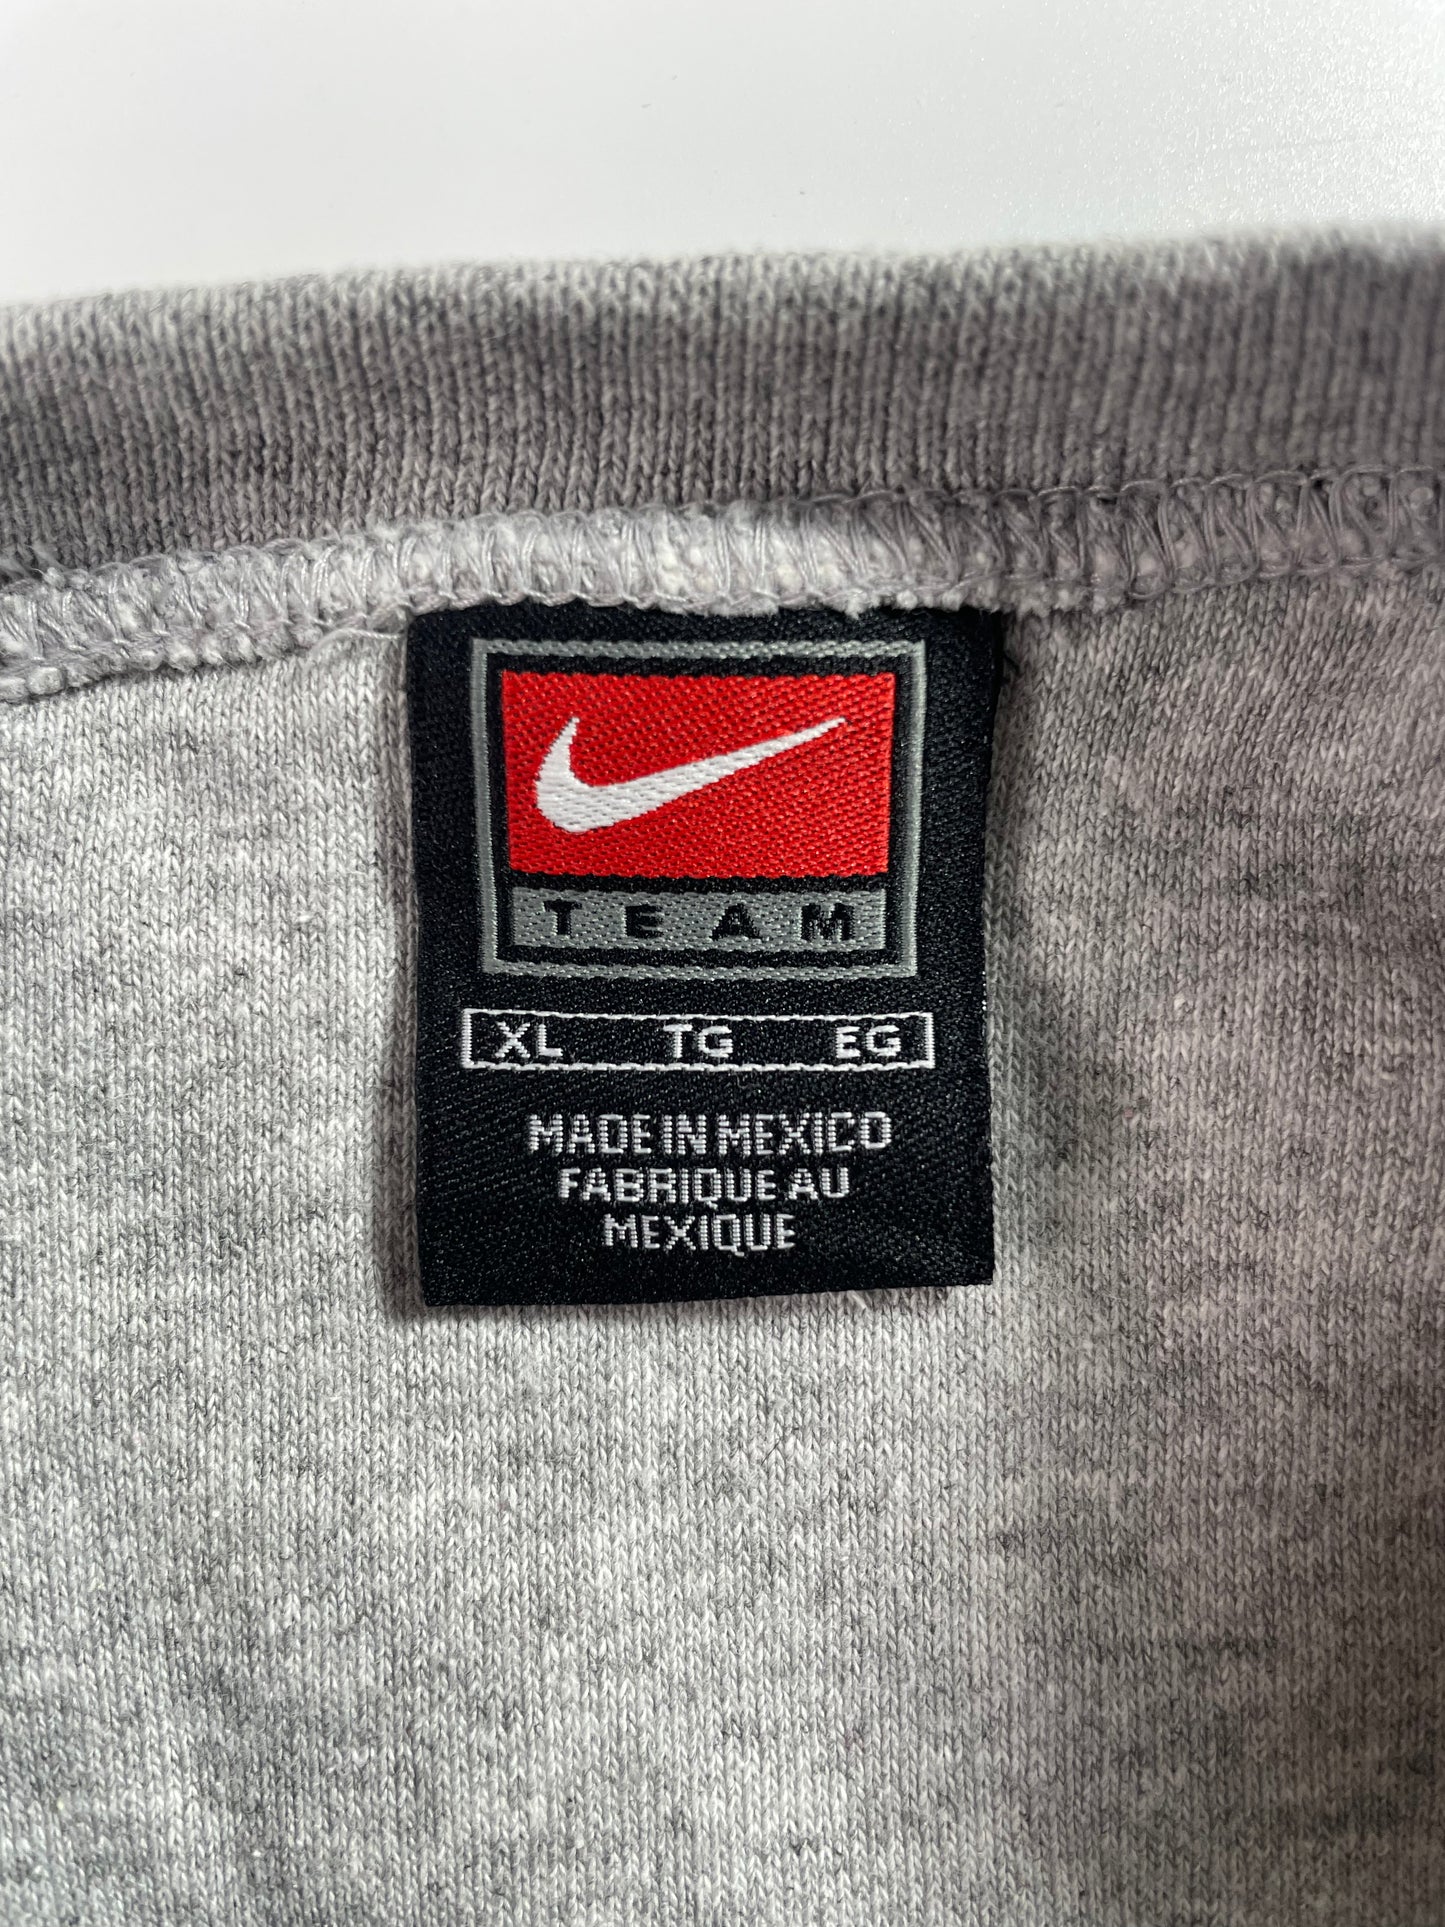 TEAM
XL TG EG
MADE IN MEXICO
FABRIQUE AU
MEXIQUE